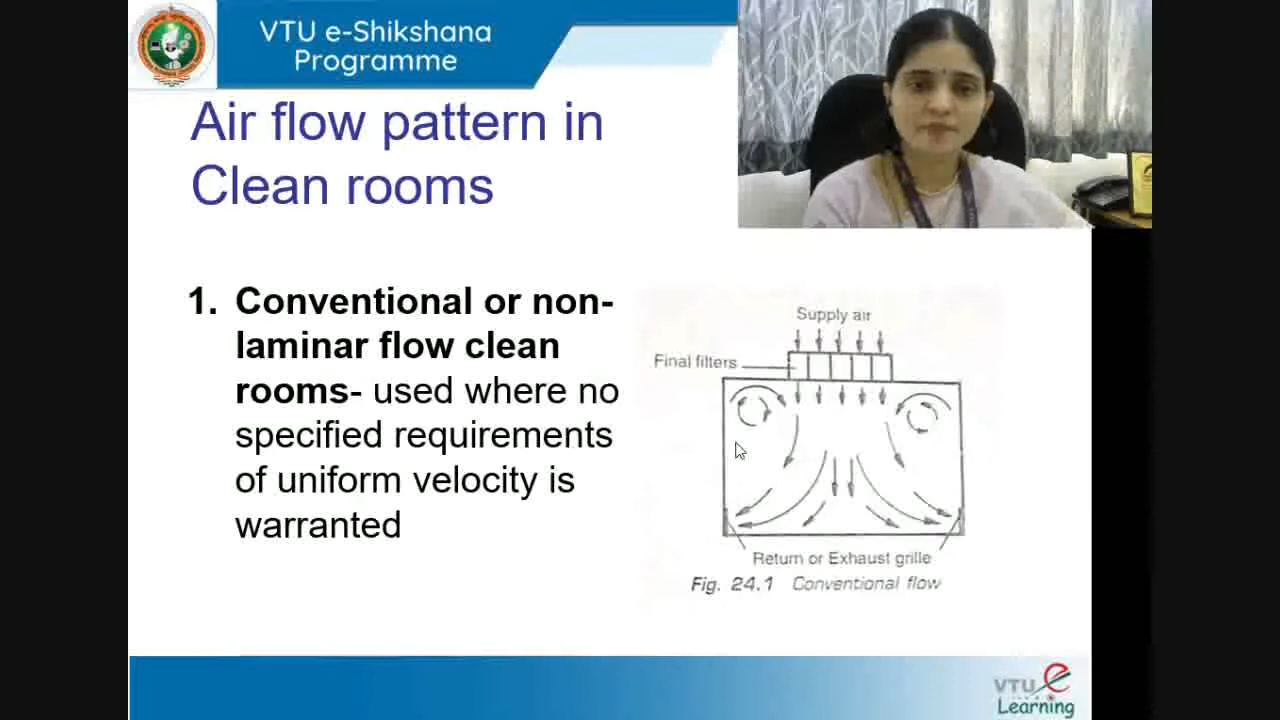 VTU e-Shikshana
Programme
Air flow pattern in
Clean rooms
1. Conventional or non-
laminar flow clean
rooms- used where no
specified requirements
of uniform velocity is
warranted
Supply air
Final filters
Return or Exhaust grille
Fig. 24.1 Conventional flow
VTU e
Learning